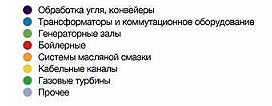 Обработка угля, конвейеры
Трансформаторы и коммутационное оборудование
Генераторные залы
Бойлерные
Системы масляной смазки
Кабельные каналы
Газовые турбины
Прочее